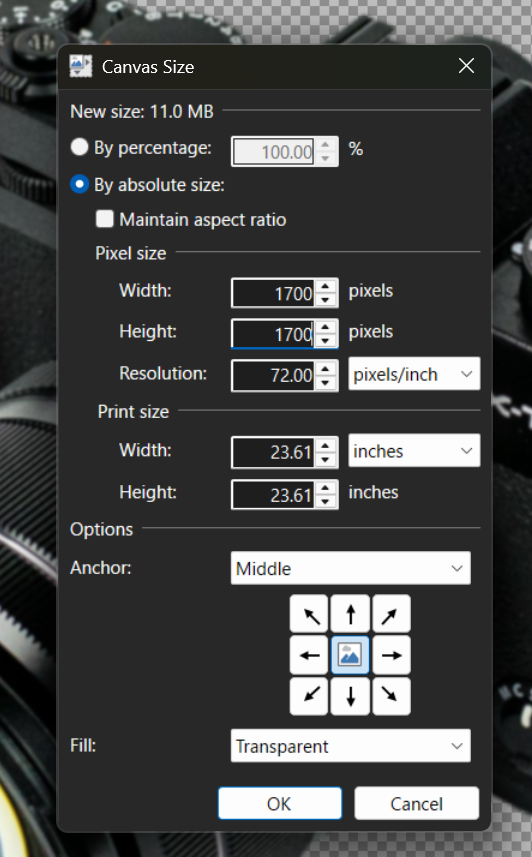 Canvas Size
New size: 11.0 MB
By percentage: 100.00 %
By absolute size:
Maintain aspect ratio
Pixel size
Width: 1700 pixels
Height: 1700 pixels
Resolution: 72.00 pixels/inch
Print size
Width: 23.61 inches
Height: 23.61 inches
Options
Anchor: Middle
Fill: Transparent
OK Cancel